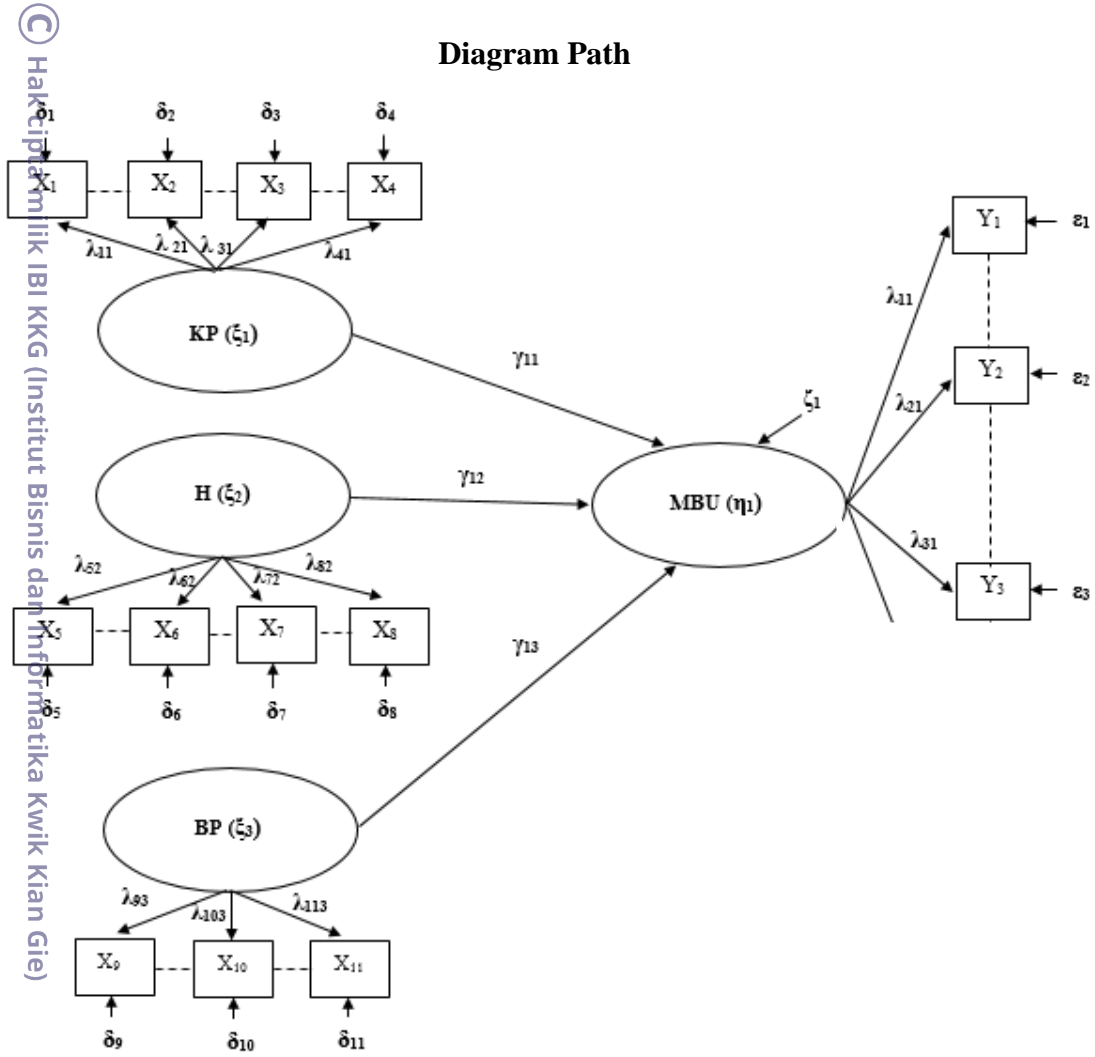 Diagram Path
© Hak cipta milik IBI KKG (Institut Bisnis dan Informatika Kwik Kian Gie)
δ1 δ2 δ3 δ4
X1 X2 X3 X4
λ11 λ 21 λ 31 λ41
KP (ξ1)
γ11
H (ξ2)
γ12
λ52 λ62 λ72 λ82
X5 X6 X7 X8
δ5 δ6 δ7 δ8
γ13
BP (ξ3)
λ93 λ103 λ113
X9 X10 X11
δ9 δ10 δ11
ζ1
MBU (η1)
λ11
Y1 ε1
λ21
Y2 ε2
λ31
Y3 ε3